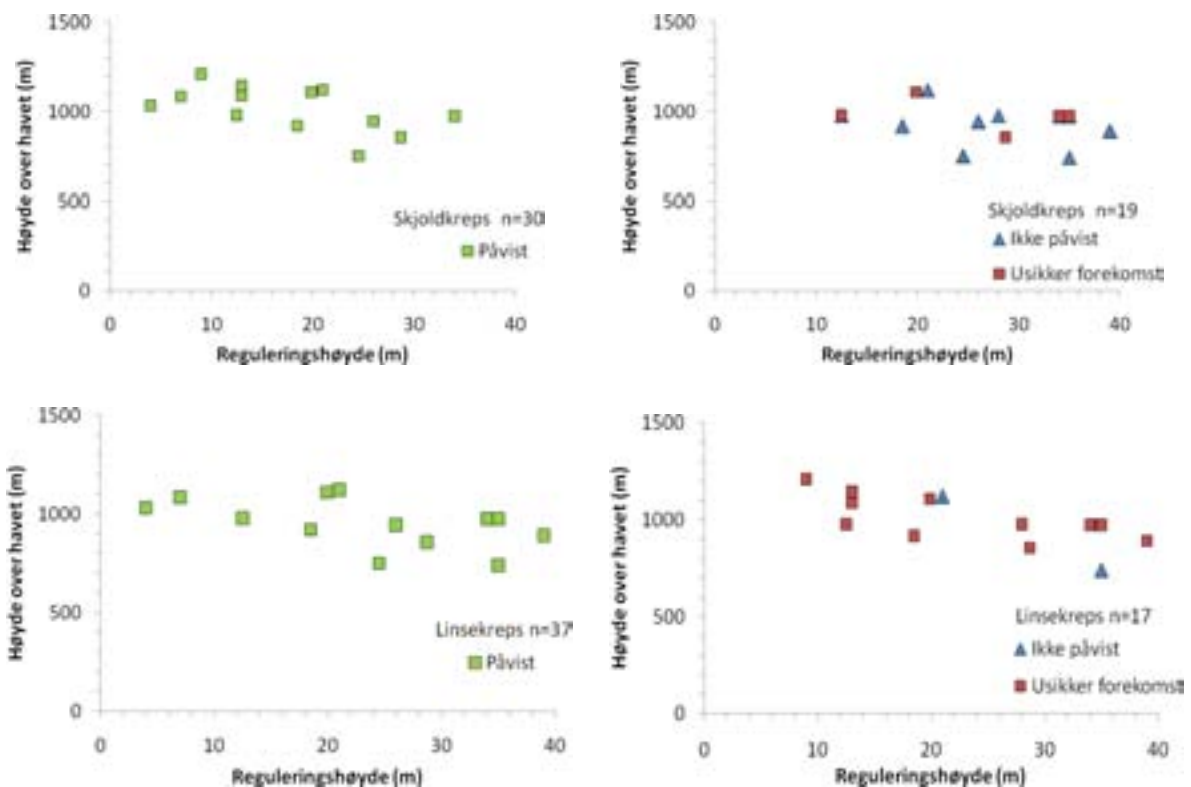 Høyde over havet (m)
1500
1000
500
0
Skjoldkreps n=30
Påvist
0 10 20 30 40
Reguleringshøyde (m)
Høyde over havet (m)
1500
1000
500
0
Skjoldkreps n=19
Ikke påvist
Usikker forekomst
0 10 20 30 40
Reguleringshøyde (m)
Høyde over havet (m)
1500
1000
500
0
Linsekreps n=37
Påvist
0 10 20 30 40
Reguleringshøyde (m)
Høyde over havet (m)
1500
1000
500
0
Linsekreps n=17
Ikke påvist
Usikker forekomst
0 10 20 30 40
Reguleringshøyde (m)